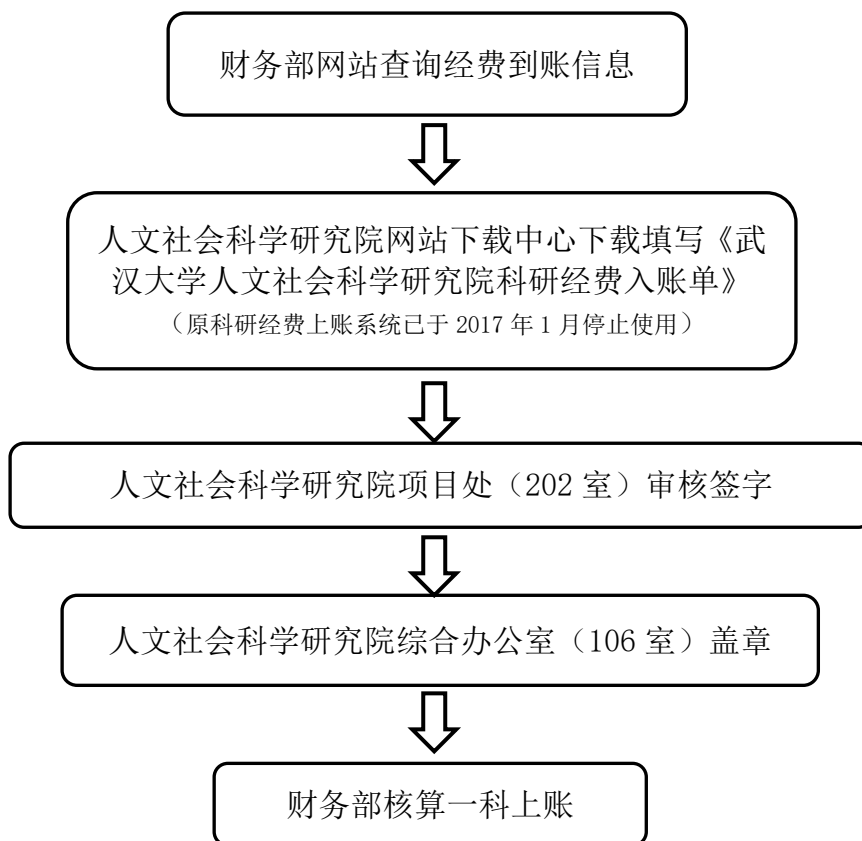 财务部网站查询经费到账信息
人文社会科学研究院网站下载中心下载填写《武
汉大学人文社会科学研究院科研经费入账单》
（原科研经费上账系统已于 2017 年 1 月停止使用）
人文社会科学研究院项目处（202 室）审核签字
人文社会科学研究院综合办公室（106 室）盖章
财务部核算一科上账